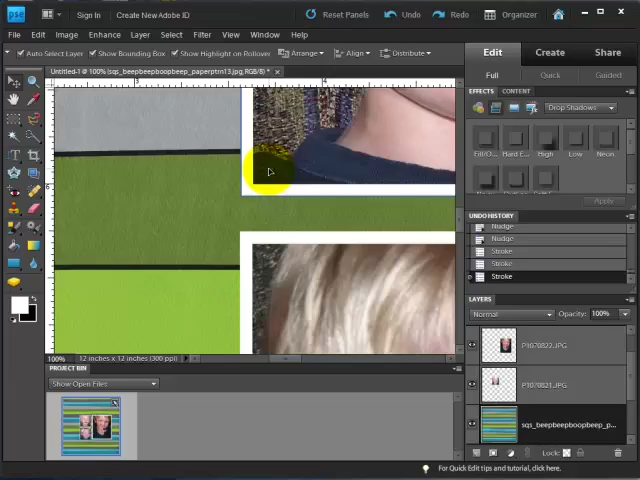 pse Sign In Create New Adobe ID Reset Panels Undo Redo Organizer
File Edit Image Enhance Layer Select Filter View Window Help
Auto Select Layer Show Bounding Box Show Highlight on Rollover Arrange Align Distribute
Edit Create Share
Full Quick Guided
Untitled-1 @ 100% (sqs_beepbeepboopbeep_paperptrn13.jpg, RGB/8) * ×
3 4
6
EFFECTS CONTENT
Drop Shadows
Fill/O... Hard E... High Low Neon
Apply
UNDO HISTORY
Nudge
Nudge
Stroke
Stroke
Stroke
LAYERS
Normal Opacity: 100%
P1070822.JPG
P1070821.JPG
sqs_beepbeepboopbeep_p...
Lock:
100% 12 inches x 12 inches (300 ppi)
PROJECT BIN
Show Open Files
For Quick Edit tips and tutorial, click here.